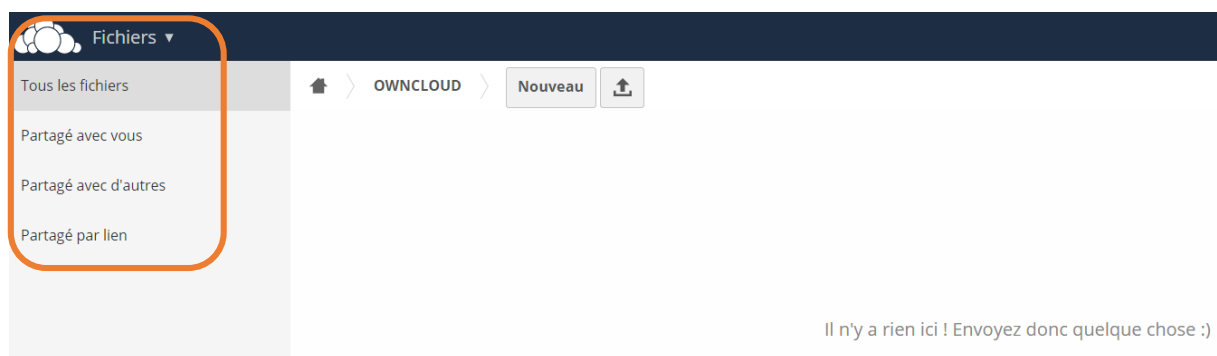 Fichiers ▾
Tous les fichiers
OWNCLOUD
Nouveau
Partagé avec vous
Partagé avec d'autres
Partagé par lien
Il n'y a rien ici ! Envoyez donc quelque chose :)